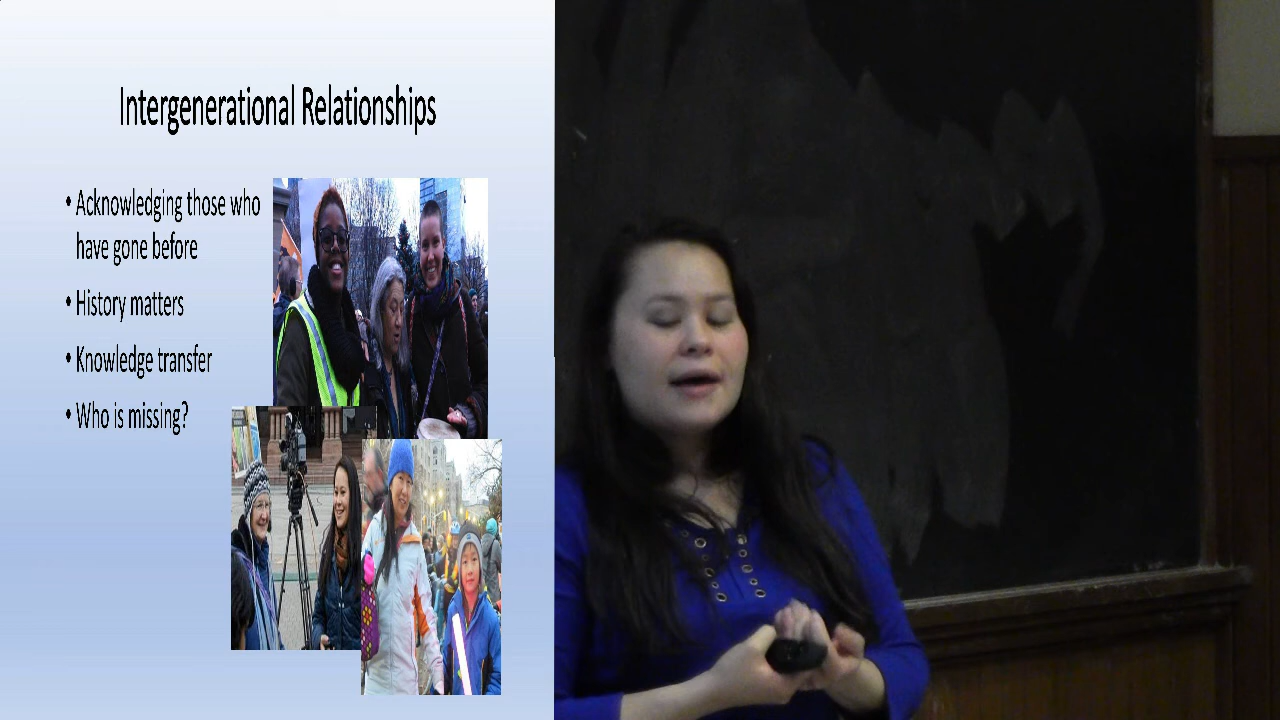 Intergenerational Relationships
• Acknowledging those who
have gone before
• History matters
• Knowledge transfer
• Who is missing?